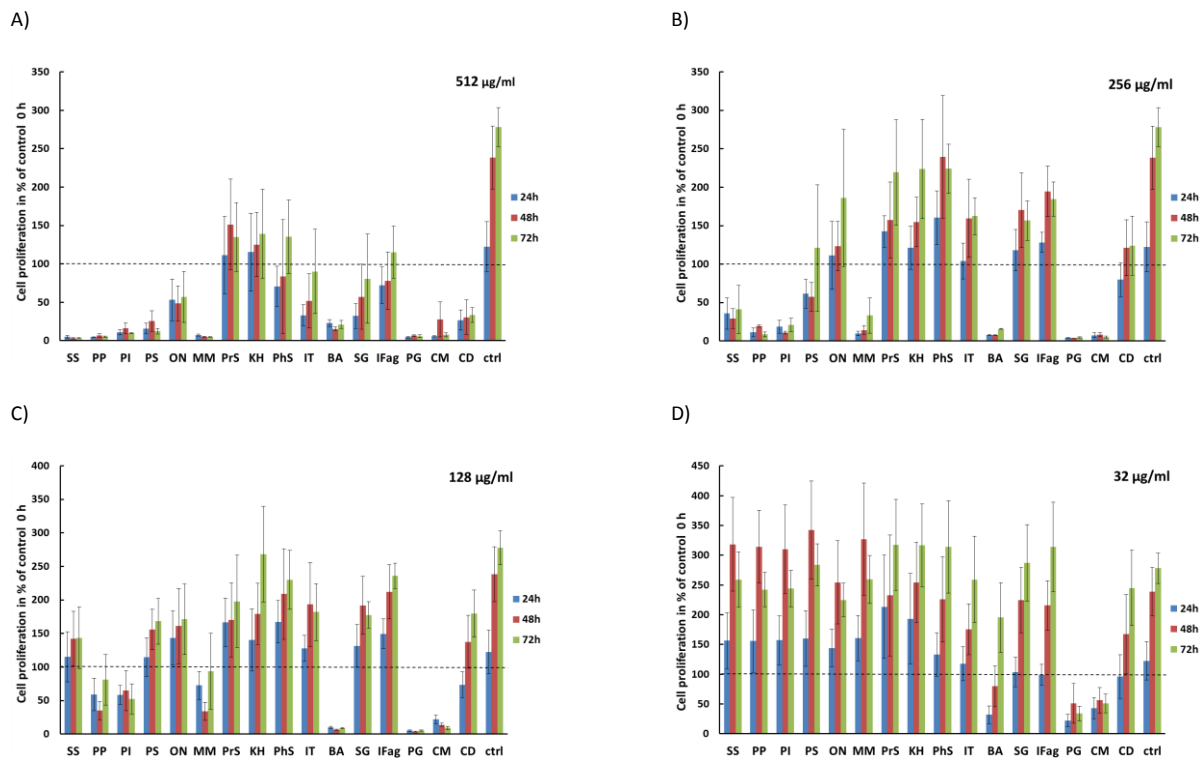 A)
B)
512 µg/ml
Cell proliferation in % of control 0 h
350
300
250
200
150
100
50
0
24h
48h
72h
SS PP PI PS ON MM PrS KH PhS IT BA SG IFag PG CM CD ctrl
256 µg/ml
Cell proliferation in % of control 0 h
350
300
250
200
150
100
50
0
24h
48h
72h
SS PP PI PS ON MM PrS KH PhS IT BA SG IFag PG CM CD ctrl
C)
D)
128 µg/ml
Cell proliferation in % of control 0 h
400
350
300
250
200
150
100
50
0
24h
48h
72h
SS PP PI PS ON MM PrS KH PhS IT BA SG IFag PG CM CD ctrl
32 µg/ml
Cell proliferation in % of control 0 h
450
400
350
300
250
200
150
100
50
0
24h
48h
72h
SS PP PI PS ON MM PrS KH PhS IT BA SG IFag PG CM CD ctrl